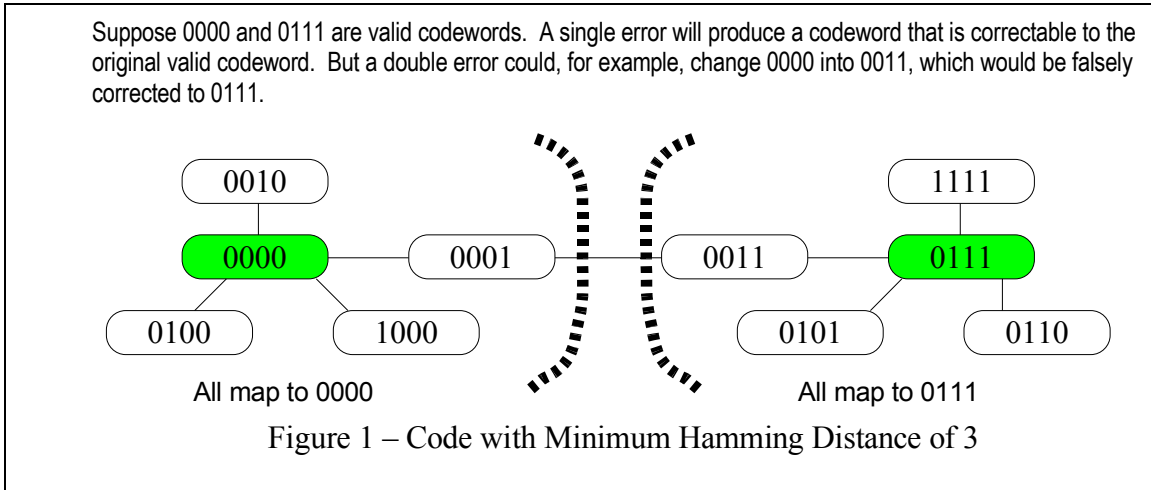 Suppose 0000 and 0111 are valid codewords.  A single error will produce a codeword that is correctable to the
original valid codeword.  But a double error could, for example, change 0000 into 0011, which would be falsely
corrected to 0111.
0010 1111
0000 0001 0011 0111
0100 1000 0101 0110
All map to 0000 All map to 0111
Figure 1 – Code with Minimum Hamming Distance of 3